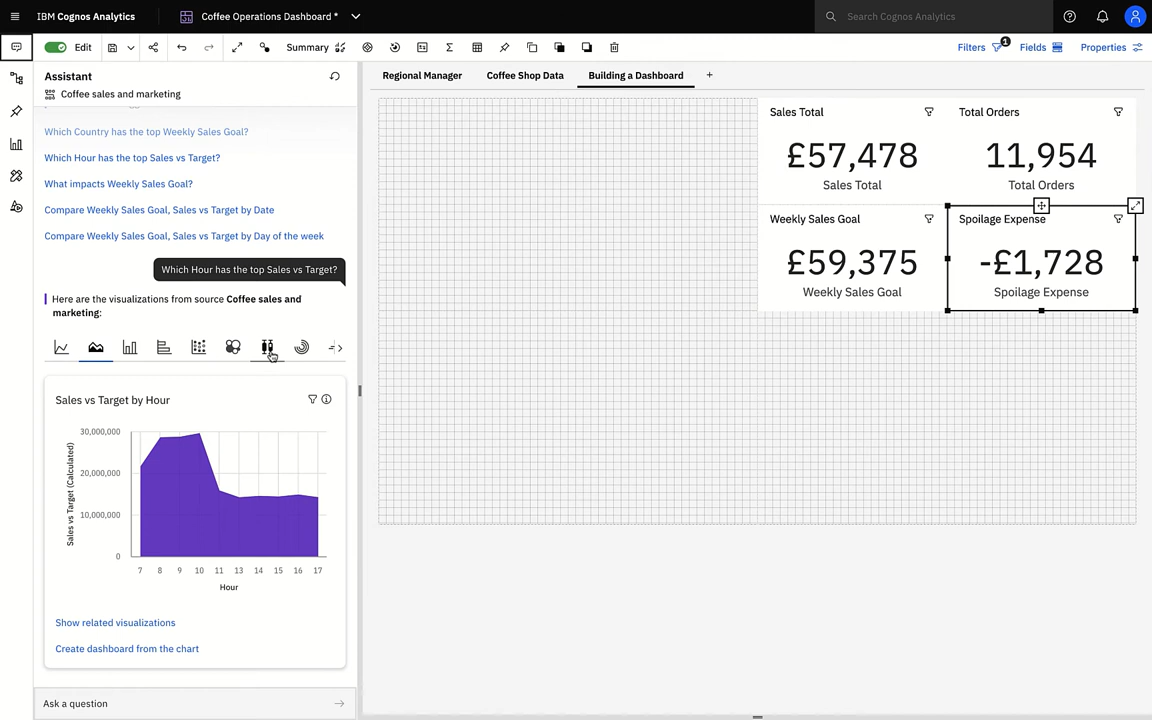 IBM Cognos Analytics
Coffee Operations Dashboard *
Search Cognos Analytics
Edit
Summary
Filters
1
Fields
Properties
Assistant
Coffee sales and marketing
Which Country has the top Weekly Sales Goal?
Which Hour has the top Sales vs Target?
What impacts Weekly Sales Goal?
Compare Weekly Sales Goal, Sales vs Target by Date
Compare Weekly Sales Goal, Sales vs Target by Day of the week
Which Hour has the top Sales vs Target?
Here are the visualizations from source Coffee sales and
marketing:
Sales vs Target by Hour
Sales vs Target (Calculated)
30,000,000
20,000,000
10,000,000
0
7 8 9 10 11 13 14 15 16 17
Hour
Show related visualizations
Create dashboard from the chart
Ask a question
Regional Manager
Coffee Shop Data
Building a Dashboard
Sales Total
£57,478
Sales Total
Total Orders
11,954
Total Orders
Weekly Sales Goal
£59,375
Weekly Sales Goal
Spoilage Expense
-£1,728
Spoilage Expense